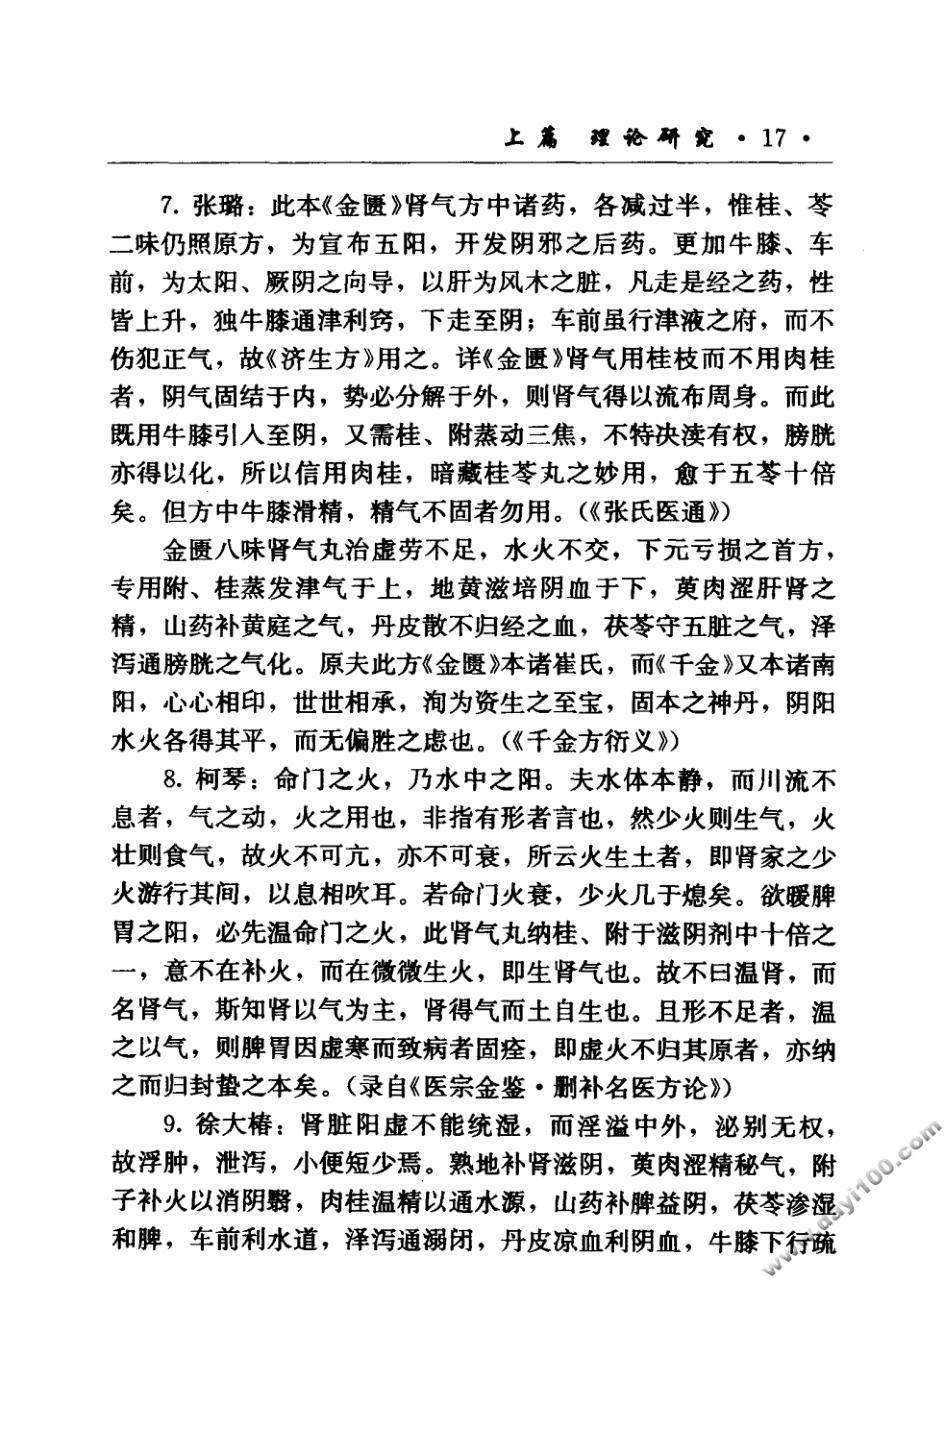 上篇 理论研究 · 17 ·
7. 张璐：此本《金匮》肾气方中诸药，各减过半，惟桂、苓
二味仍照原方，为宣布五阳，开发阴邪之后药。更加牛膝、车
前，为太阳、厥阴之向导，以肝为风木之脏，凡走是经之药，性
皆上升，独牛膝通津利窍，下走至阴；车前虽行津液之府，而不
伤犯正气，故《济生方》用之。详《金匮》肾气用桂枝而不用肉桂
者，阴气固结于内，势必分解于外，则肾气得以流布周身。而此
既用牛膝引入至阴，又需桂、附蒸动三焦，不特决渎有权，膀胱
亦得以化，所以信用肉桂，暗藏桂苓丸之妙用，愈于五苓十倍
矣。但方中牛膝滑精，精气不固者勿用。（《张氏医通》）
金匮八味肾气丸治虚劳不足，水火不交，下元亏损之首方，
专用附、桂蒸发津气于上，地黄滋培阴血于下，萸肉涩肝肾之
精，山药补黄庭之气，丹皮散不归经之血，茯苓守五脏之气，泽
泻通膀胱之气化。原夫此方《金匮》本诸崔氏，而《千金》又本诸南
阳，心心相印，世世相承，洵为资生之至宝，固本之神丹，阴阳
水火各得其平，而无偏胜之虑也。（《千金方衍义》）
8. 柯琴：命门之火，乃水中之阳。夫水体本静，而川流不
息者，气之动，火之用也，非指有形者言也，然少火则生气，火
壮则食气，故火不可亢，亦不可衰，所云火生土者，即肾家之少
火游行其间，以息相吹耳。若命门火衰，少火几于熄矣。欲暖脾
胃之阳，必先温命门之火，此肾气丸纳桂、附于滋阴剂中十倍之
一，意不在补火，而在微微生火，即生肾气也。故不曰温肾，而
名肾气，斯知肾以气为主，肾得气而土自生也。且形不足者，温
之以气，则脾胃因虚寒而致病者固痊，即虚火不归其原者，亦纳
之而归封蛰之本矣。（录自《医宗金鉴·删补名医方论》）
9. 徐大椿：肾脏阳虚不能统湿，而淫溢中外，泌别无权，
故浮肿，泄泻，小便短少焉。熟地补肾滋阴，萸肉涩精秘气，附
子补火以消阴翳，肉桂温精以通水源，山药补脾益阴，茯苓渗湿
和脾，车前利水道，泽泻通溺闭，丹皮凉血利阴血，牛膝下行疏
www.dayi100.com